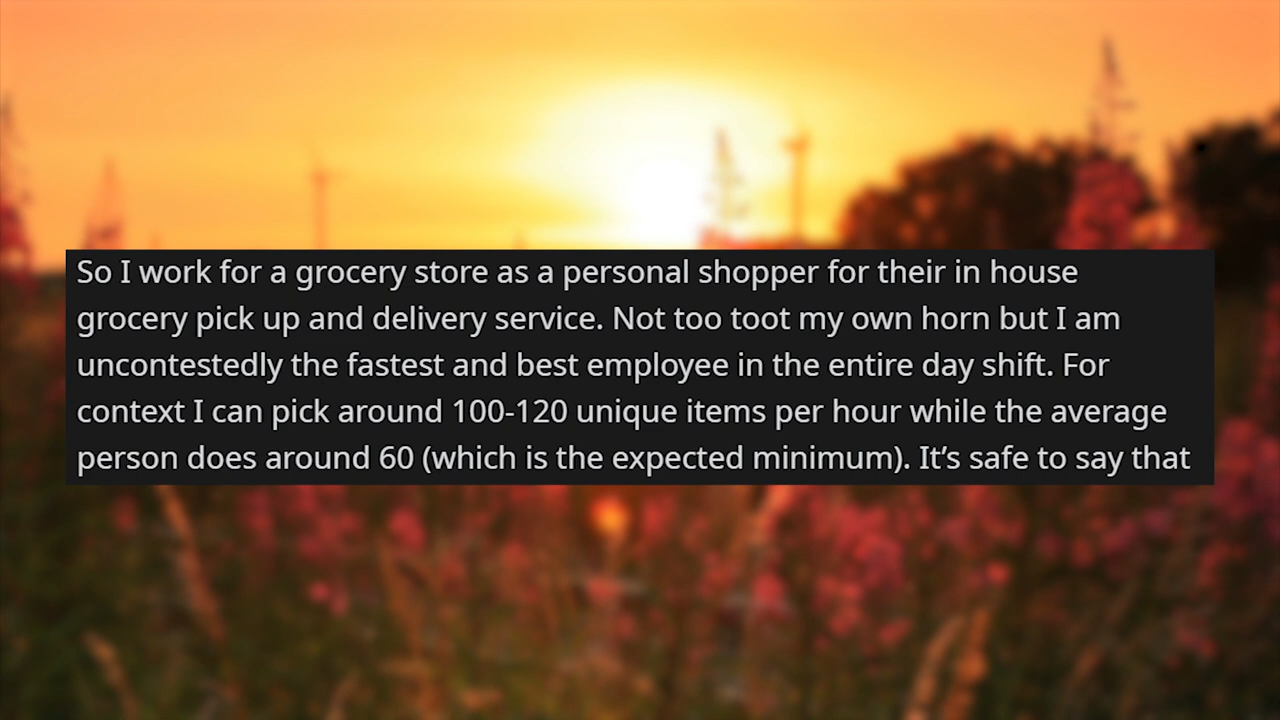 So I work for a grocery store as a personal shopper for their in house
grocery pick up and delivery service. Not too toot my own horn but I am
uncontestedly the fastest and best employee in the entire day shift. For
context I can pick around 100-120 unique items per hour while the average
person does around 60 (which is the expected minimum). It’s safe to say that